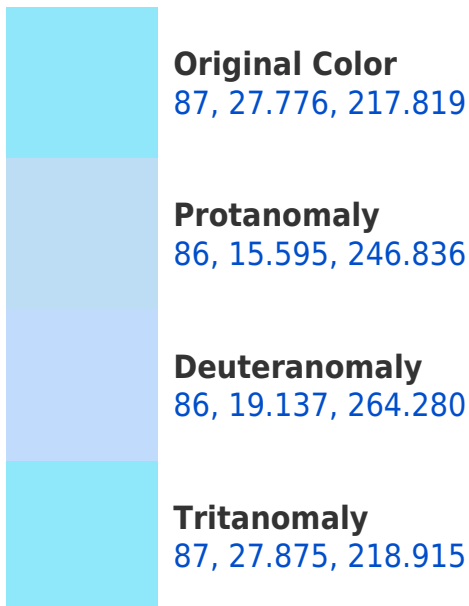 Original Color
87, 27.776, 217.819
Protanomaly
86, 15.595, 246.836
Deuteranomaly
86, 19.137, 264.280
Tritanomaly
87, 27.875, 218.915